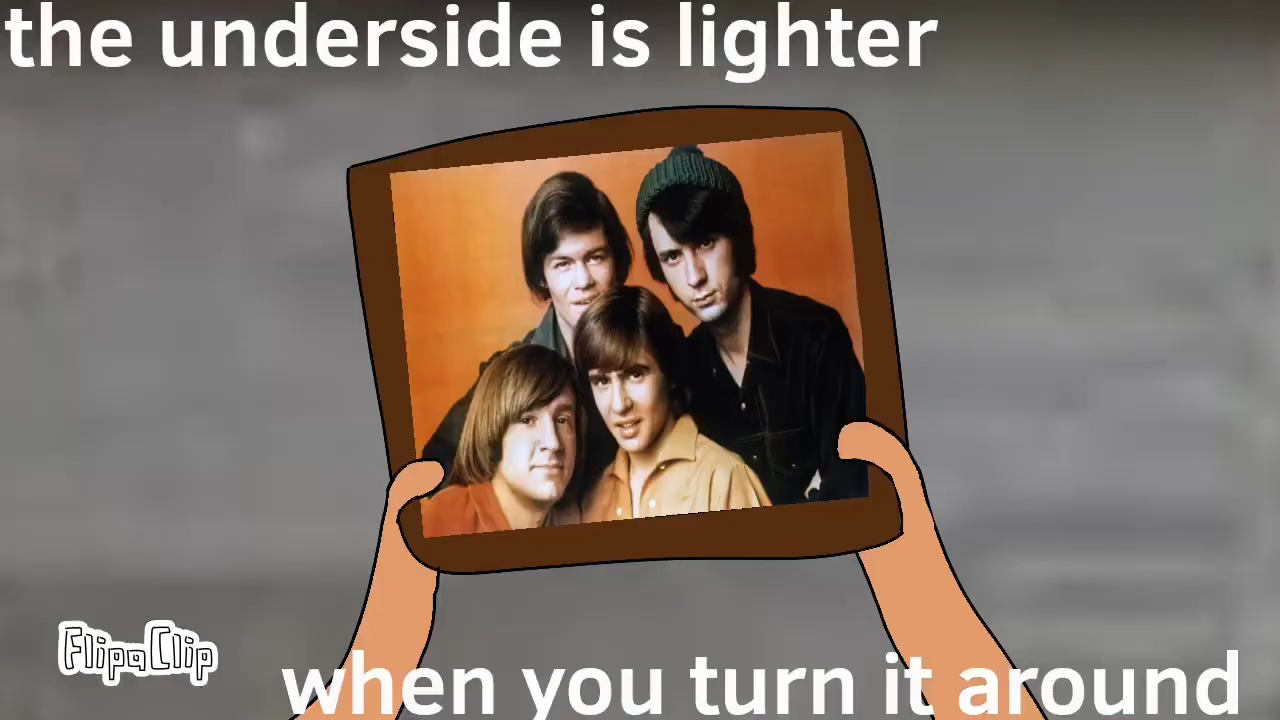 the underside is lighter
FlipaClip
when you turn it around